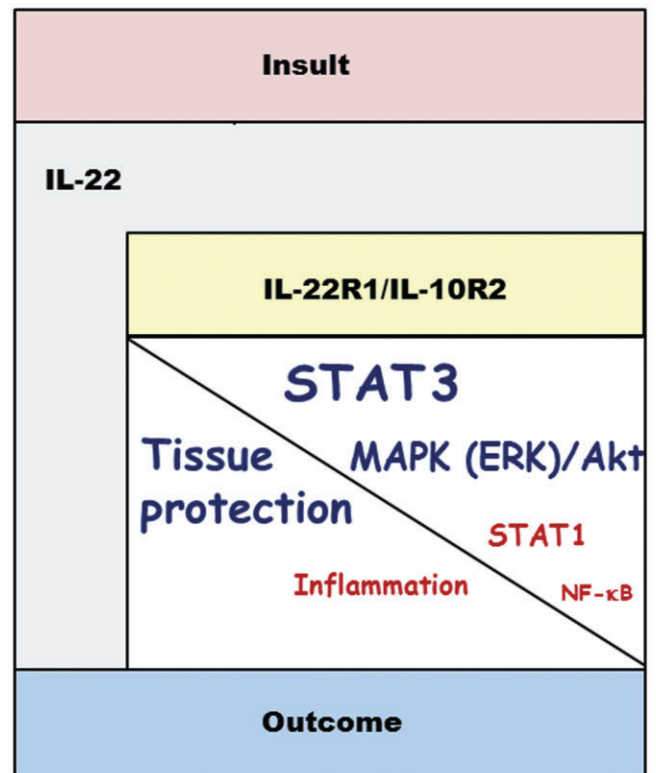 Insult
IL-22
IL-22R1/IL-10R2
STAT3
MAPK (ERK)/Akt
Tissue
protection
STAT1
Inflammation
NF-κB
Outcome